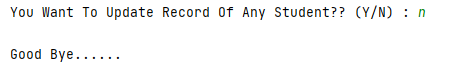 You Want To Update Record Of Any Student?? (Y/N) : n
Good Bye......